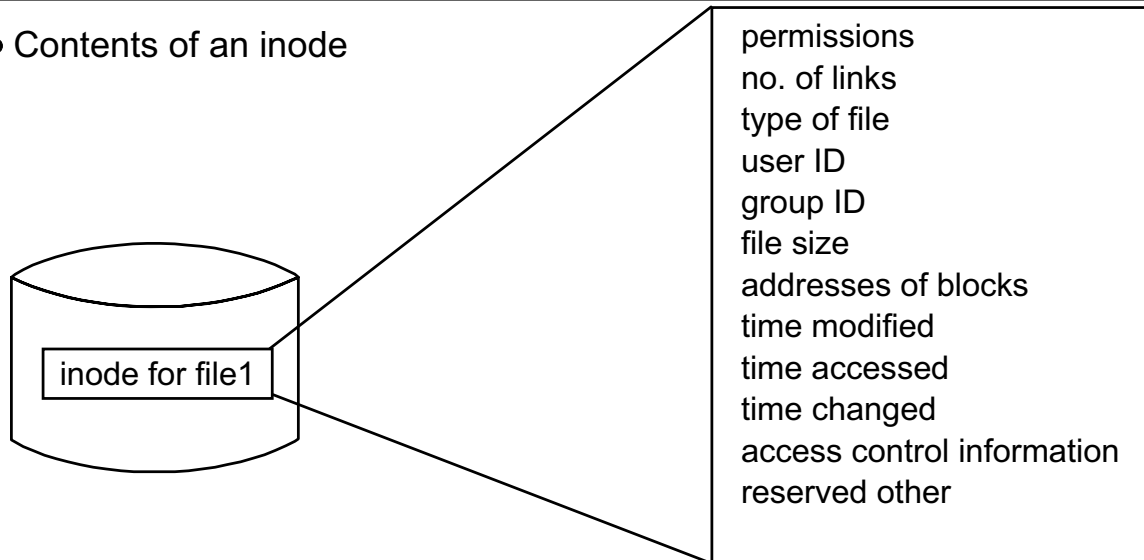 • Contents of an inode
inode for file1
permissions
no. of links
type of file
user ID
group ID
file size
addresses of blocks
time modified
time accessed
time changed
access control information
reserved other